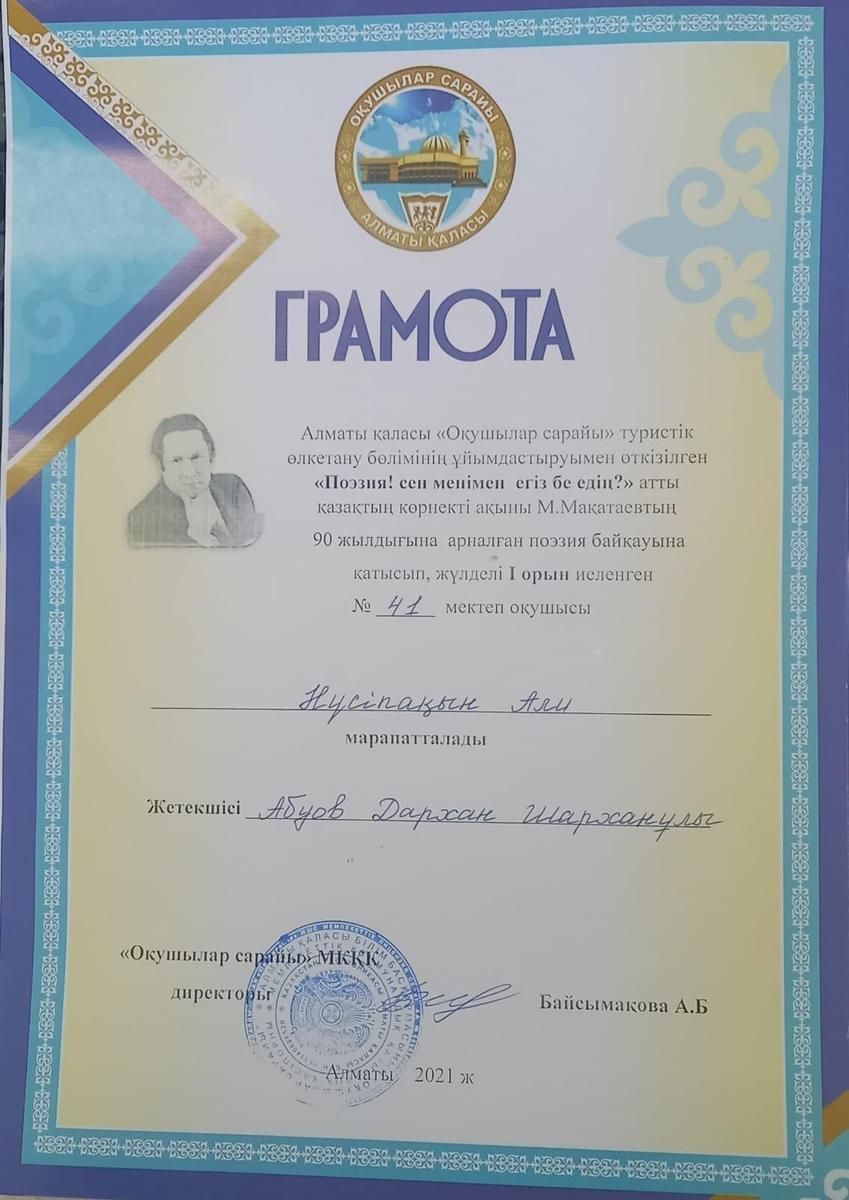 ОҚУШЫЛАР САРАЙЫ
АЛМАТЫ ҚАЛАСЫ
ГРАМОТА
Алматы қаласы «Оқушылар сарайы» туристік
өлкетану бөлімінің ұйымдастыруымен өткізілген
«Поэзия! сен менімен егіз бе едің?» атты
қазақтың көрнекті ақыны М.Мақатаевтың
90 жылдығына арналған поэзия байқауына
қатысып, жүлделі I орын иеленген
№ 41 мектеп оқушысы
Нүсіпақын Али
марапатталады
Жетекшісі Абуов Дархан Шарханұлы
«Оқушылар сарайы» МКҚК
директоры Байсымақова А.Б
Алматы 2021 ж